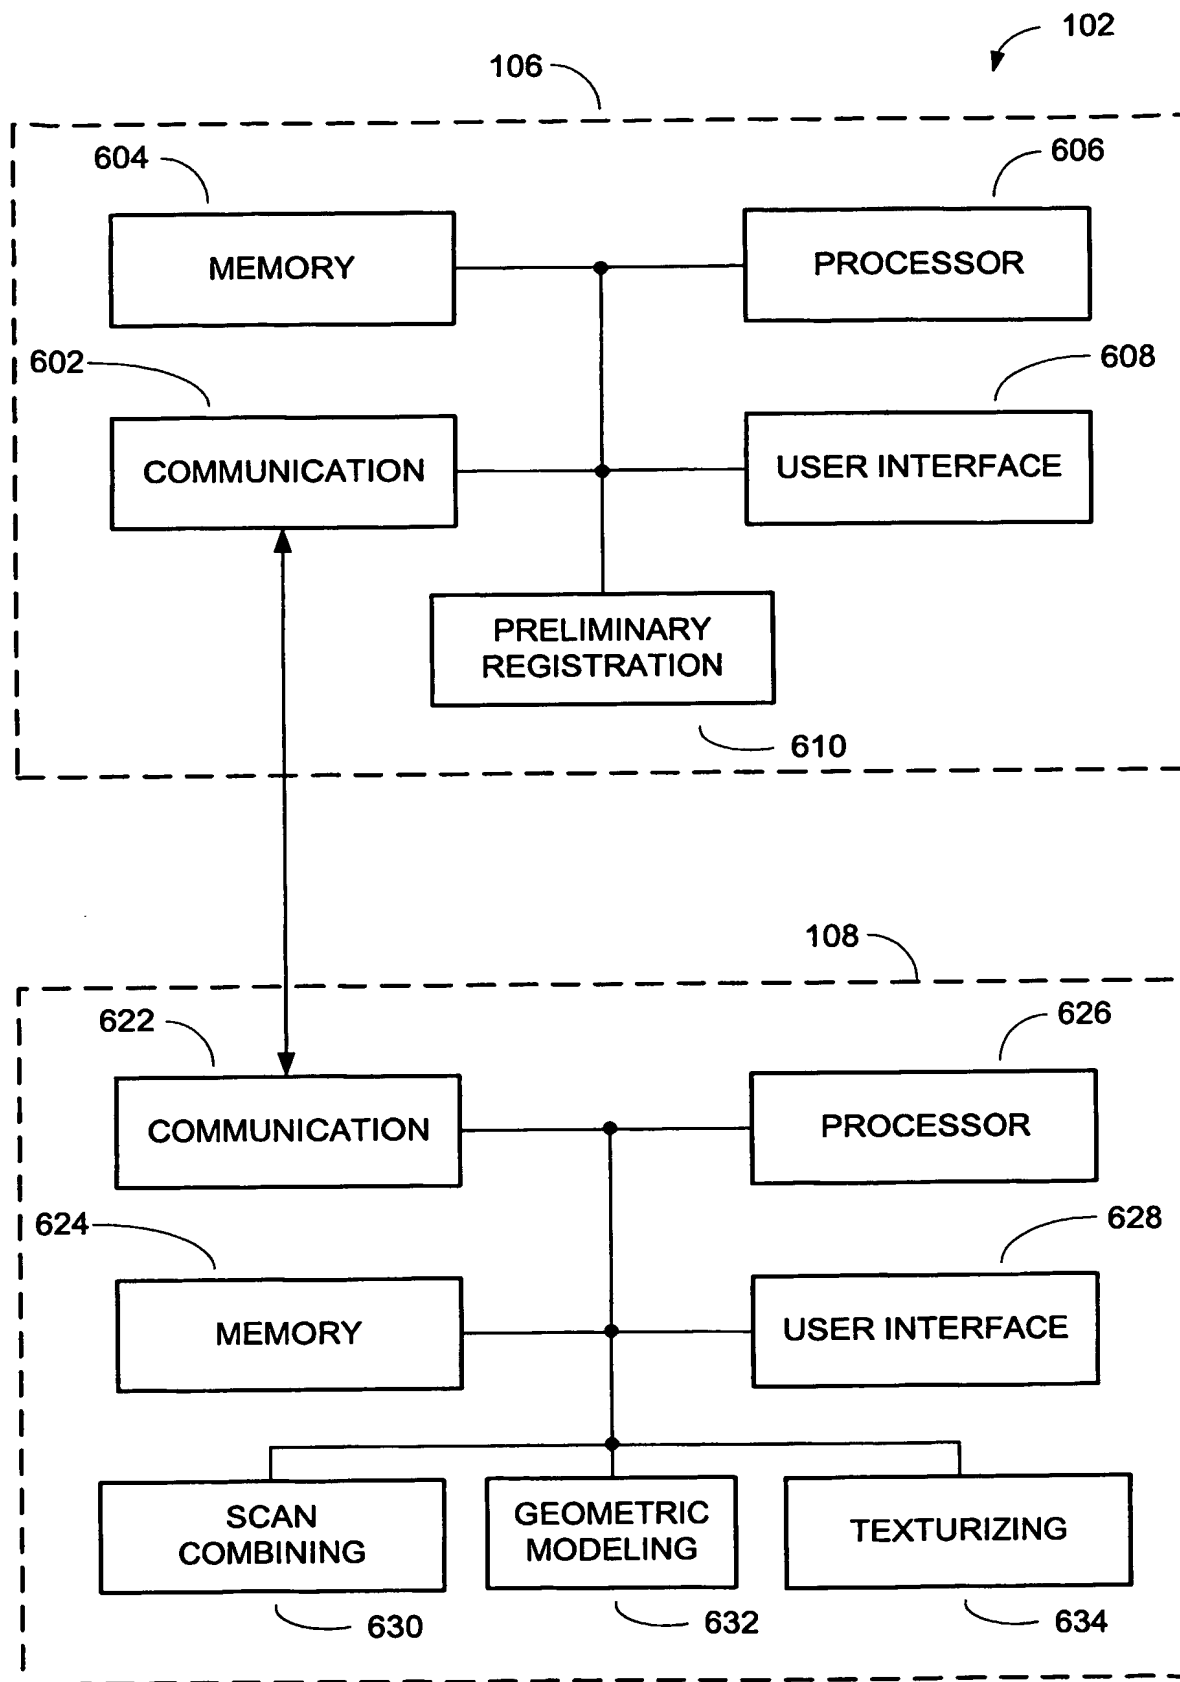 102
106
604
606
MEMORY
PROCESSOR
602
608
COMMUNICATION
USER INTERFACE
PRELIMINARY
REGISTRATION
610
108
622
626
COMMUNICATION
PROCESSOR
624
628
MEMORY
USER INTERFACE
SCAN
COMBINING
GEOMETRIC
MODELING
TEXTURIZING
630
632
634